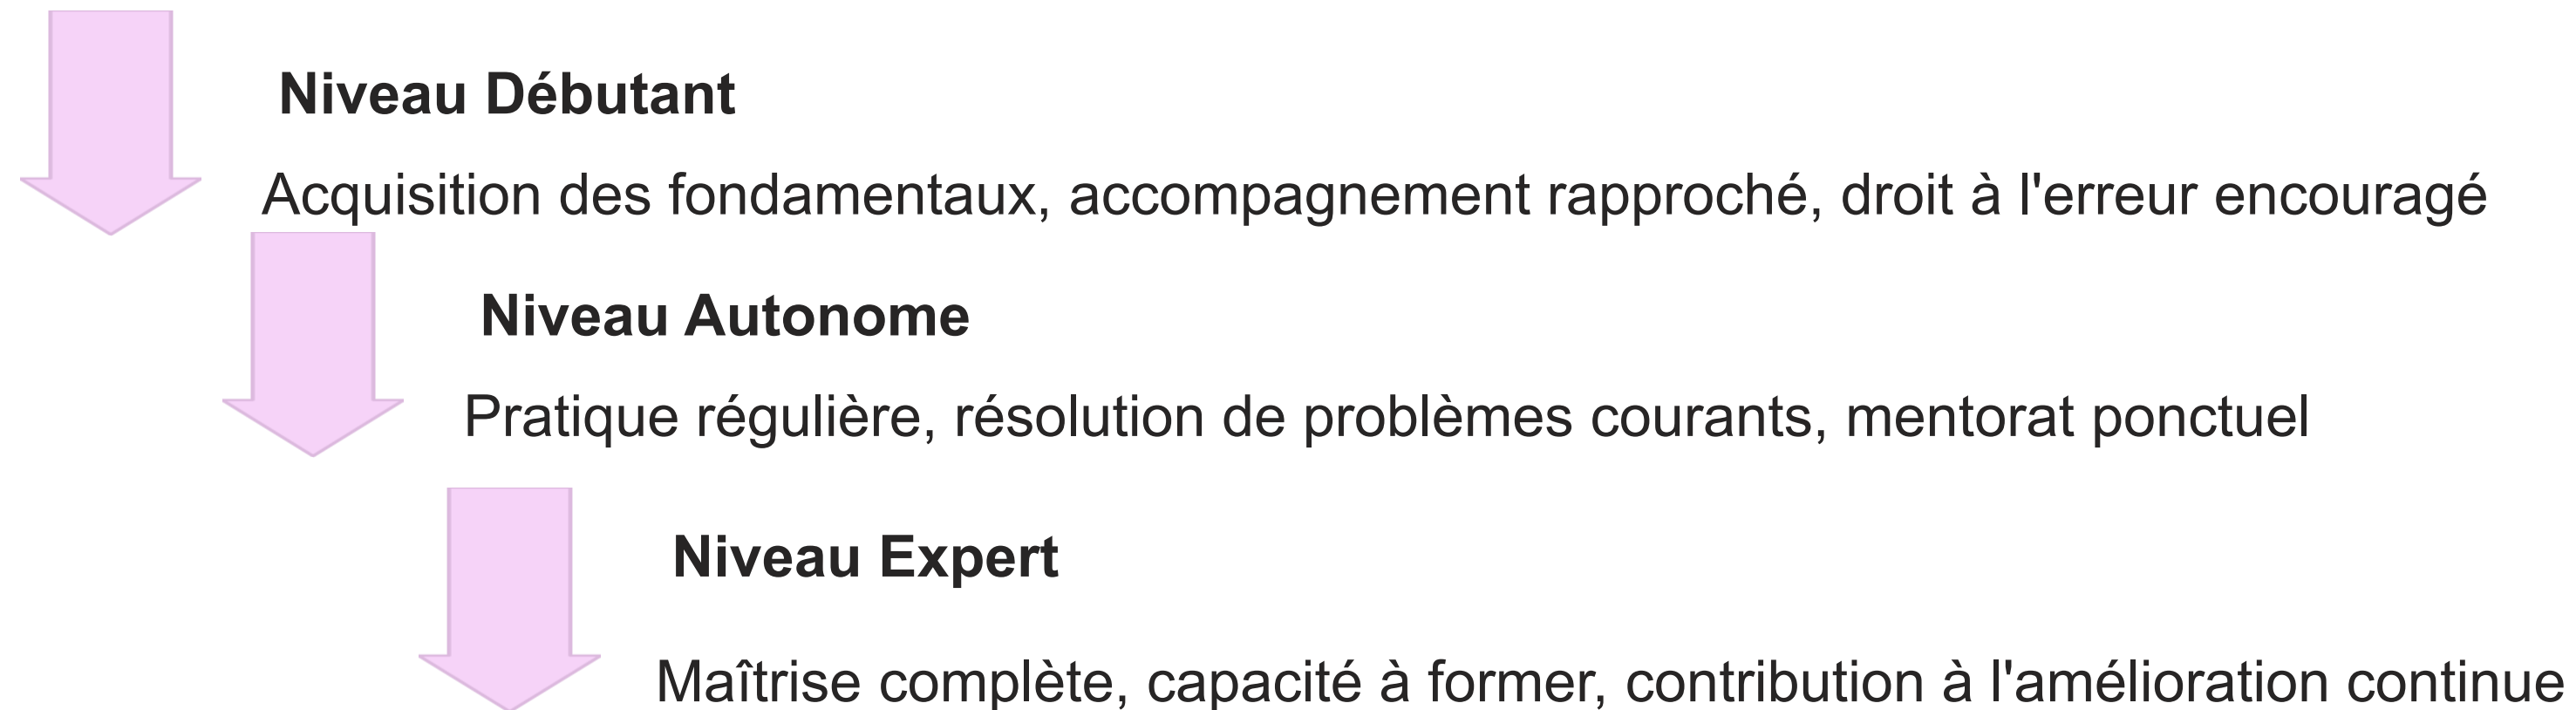 Niveau Débutant
Acquisition des fondamentaux, accompagnement rapproché, droit à l'erreur encouragé
Niveau Autonome
Pratique régulière, résolution de problèmes courants, mentorat ponctuel
Niveau Expert
Maîtrise complète, capacité à former, contribution à l'amélioration continue